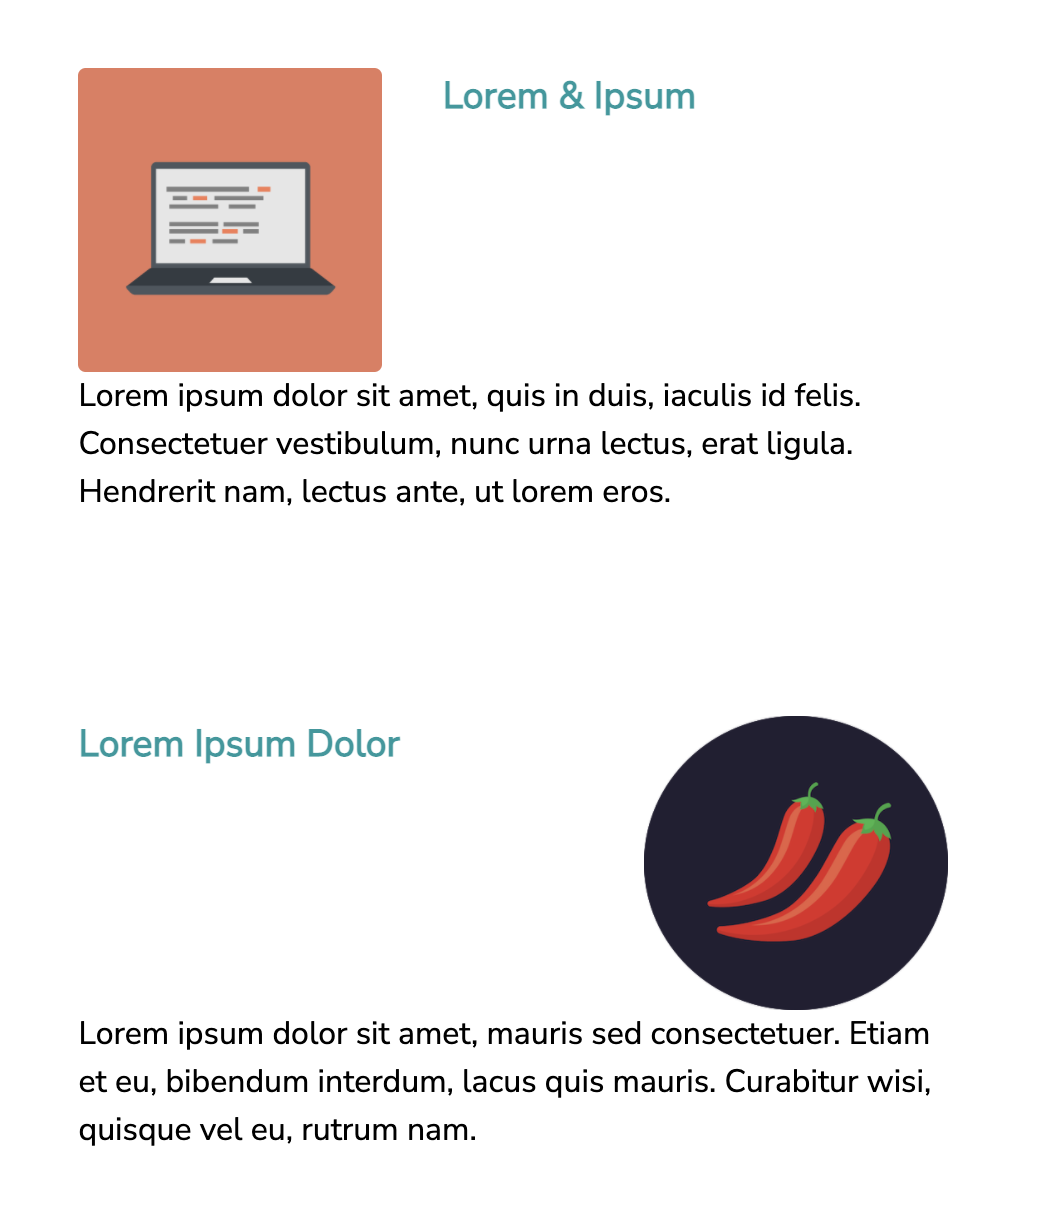 Lorem & Ipsum
Lorem ipsum dolor sit amet, quis in duis, iaculis id felis.
Consectetuer vestibulum, nunc urna lectus, erat ligula.
Hendrerit nam, lectus ante, ut lorem eros.
Lorem Ipsum Dolor
Lorem ipsum dolor sit amet, mauris sed consectetuer. Etiam
et eu, bibendum interdum, lacus quis mauris. Curabitur wisi,
quisque vel eu, rutrum nam.